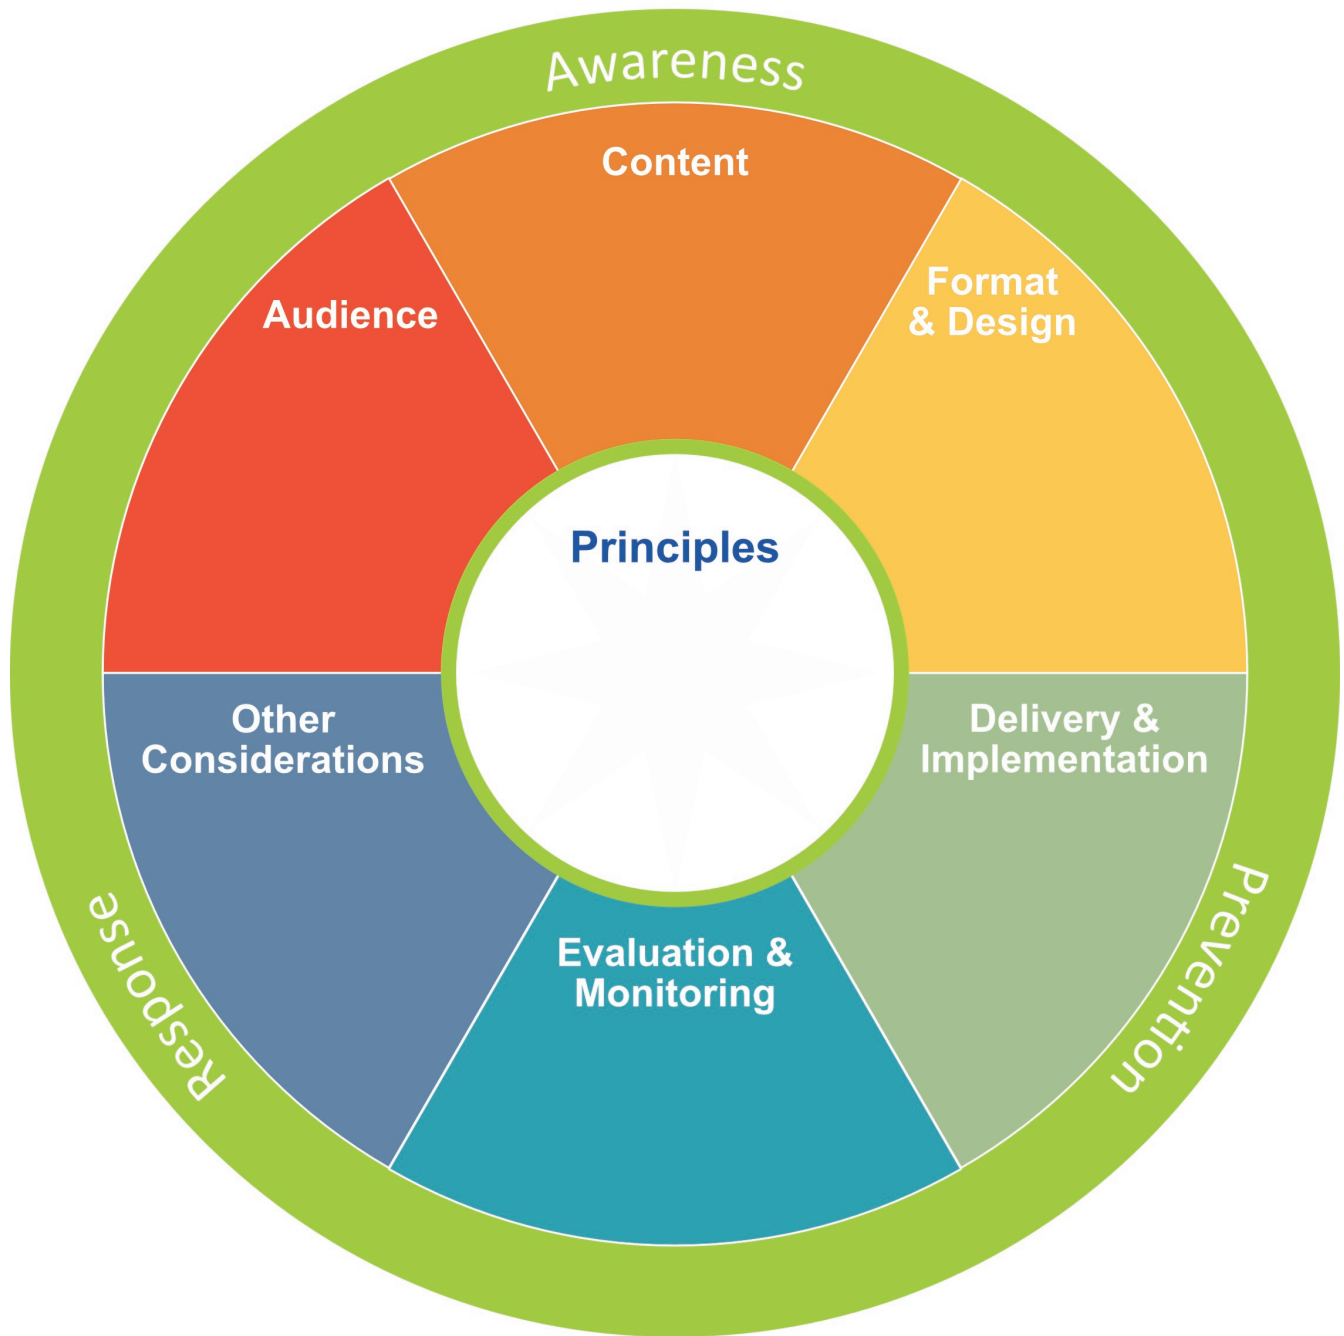 Awareness
Content
Format
& Design
Audience
Principles
Other
Considerations
Delivery &
Implementation
Evaluation &
Monitoring
Response
Prevention